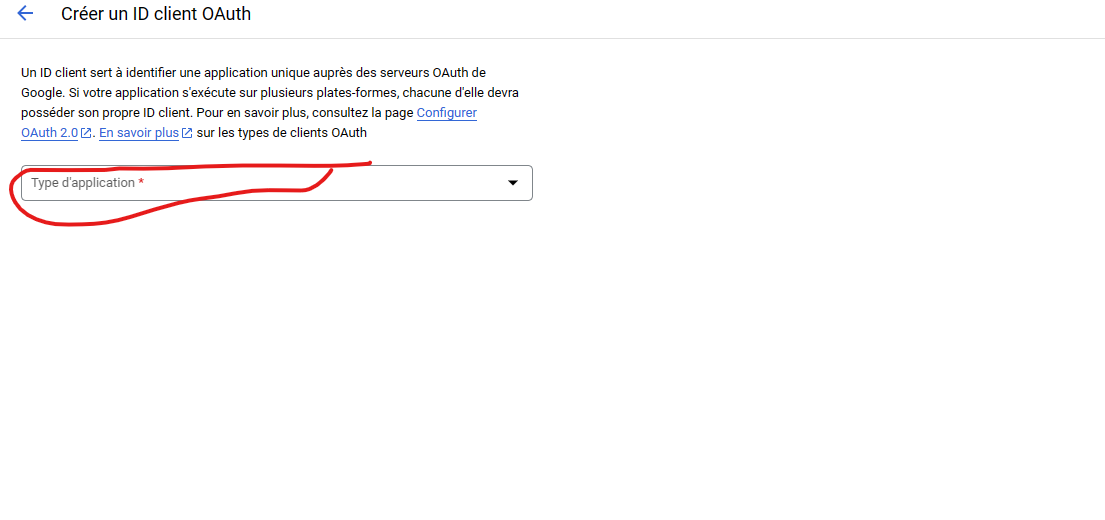 Créer un ID client OAuth
Un ID client sert à identifier une application unique auprès des serveurs OAuth de
Google. Si votre application s'exécute sur plusieurs plates-formes, chacune d'elle devra
posséder son propre ID client. Pour en savoir plus, consultez la page Configurer
OAuth 2.0. En savoir plus sur les types de clients OAuth
Type d'application *